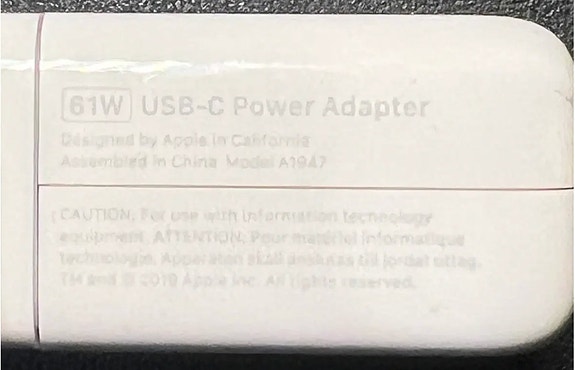 61W USB-C Power Adapter
Designed by Apple in California
Assembled in China Model A1947
CAUTION: For use with information technology
equipment. ATTENTION: Pour matériel informatique
technologie. Apparaten skall anslutas till jordat uttag.
TM and © 2019 Apple Inc. All rights reserved.